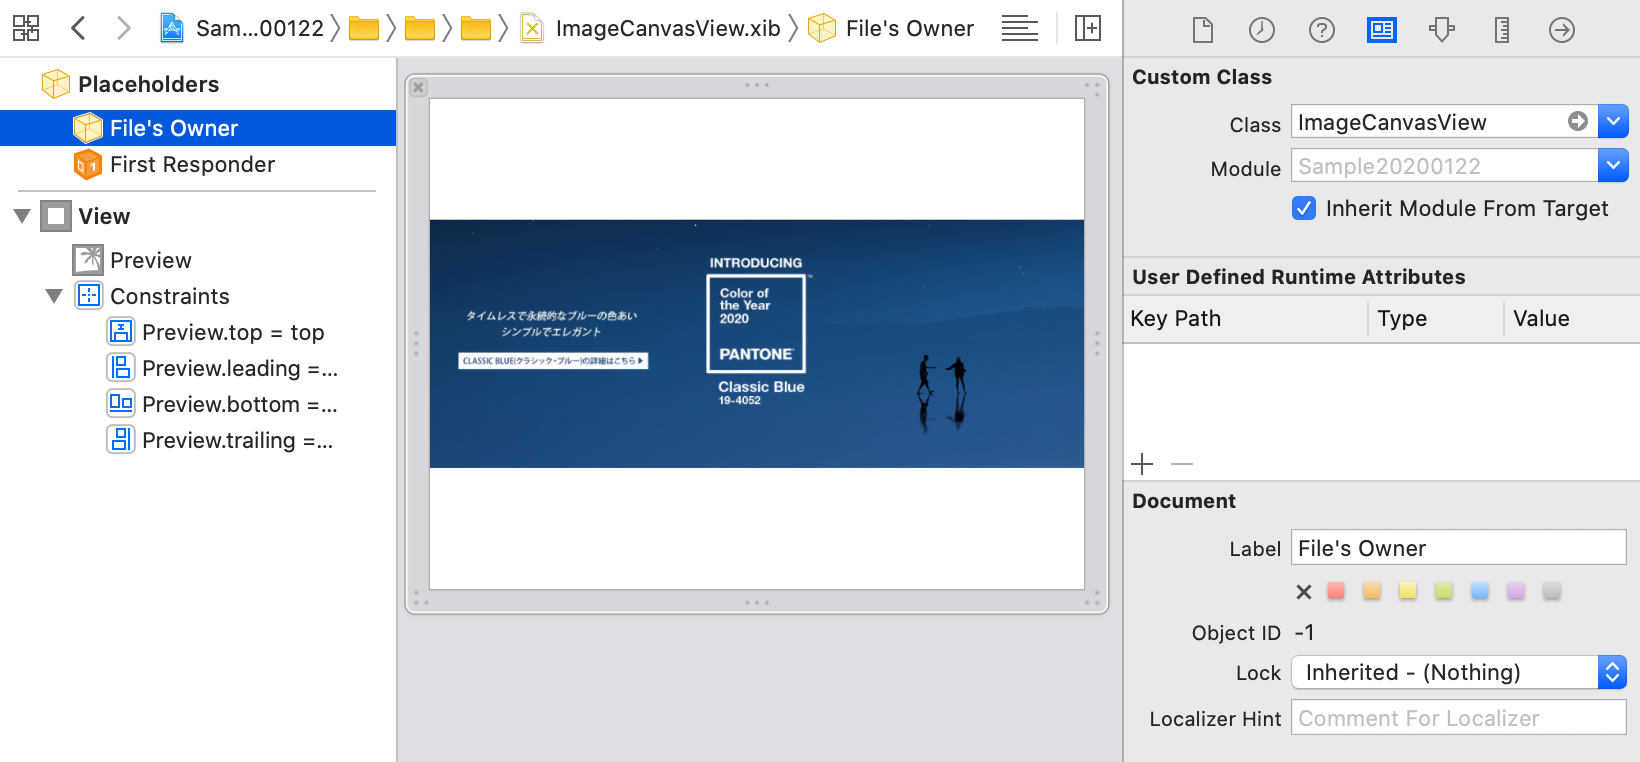 Sam...00122
ImageCanvasView.xib
File's Owner
Placeholders
File's Owner
First Responder
View
Preview
Constraints
Preview.top = top
Preview.leading =...
Preview.bottom =...
Preview.trailing =...
タイムレスで永続的なブルーの色あい
シンプルでエレガント
CLASSIC BLUE(クラシック・ブルー)の詳細はこちら
INTRODUCING
Color of
the Year
2020
PANTONE
Classic Blue
19-4052
Custom Class
Class ImageCanvasView
Module Sample20200122
Inherit Module From Target
User Defined Runtime Attributes
Key Path Type Value
Document
Label File's Owner
Object ID -1
Lock Inherited - (Nothing)
Localizer Hint Comment For Localizer